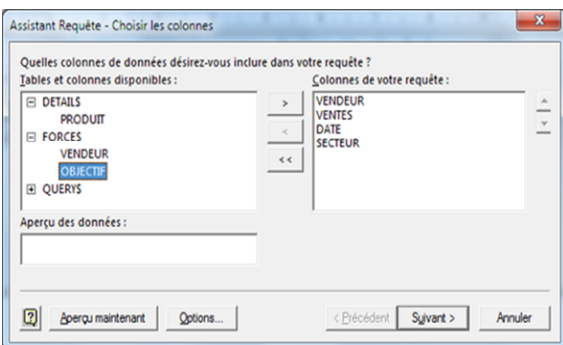 Assistant Requête - Choisir les colonnes
Quelles colonnes de données désirez-vous inclure dans votre requête ?
Tables et colonnes disponibles :
DETAILS
PRODUIT
FORCES
VENDEUR
OBJECTIF
QUERY$
>
<
<<
Colonnes de votre requête :
VENDEUR
VENTES
DATE
SECTEUR
Aperçu des données :
?
Aperçu maintenant
Options...
< Précédent
Suivant >
Annuler